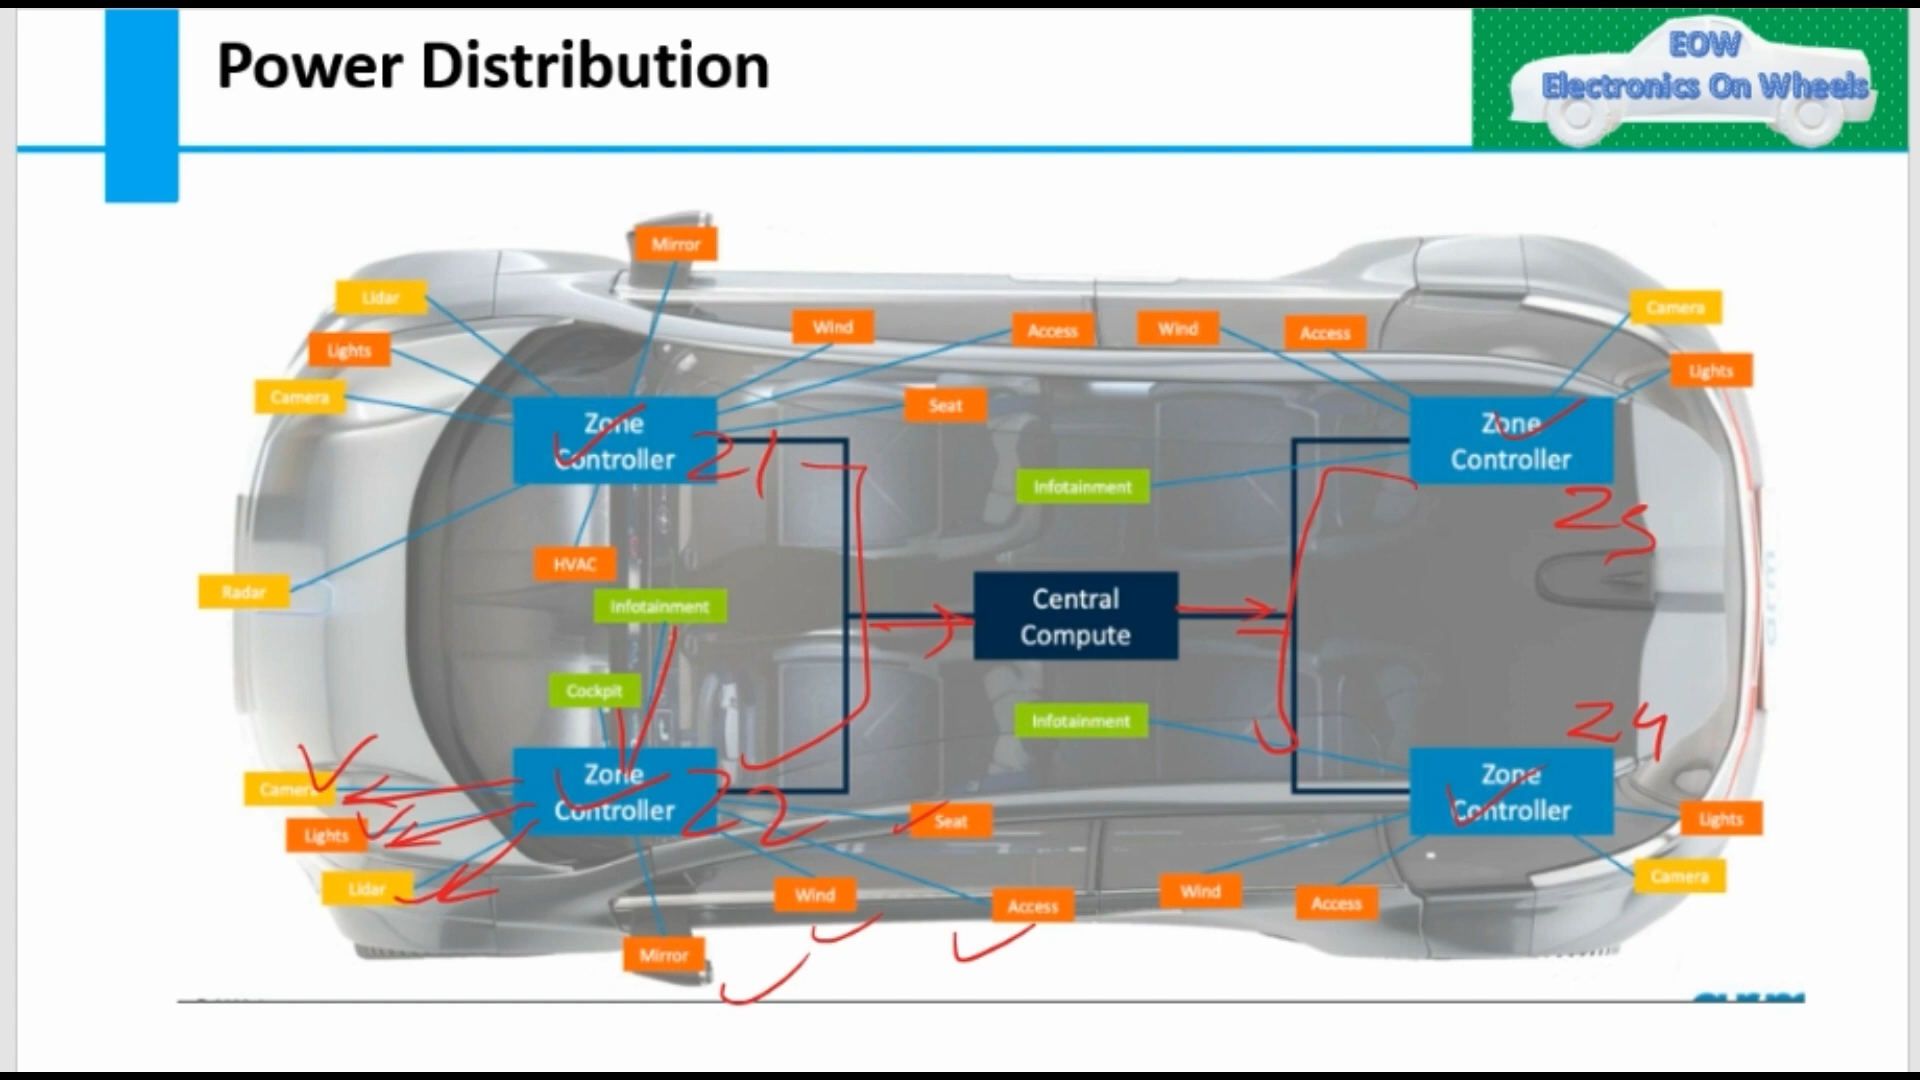 Power Distribution
EOW
Electronics On Wheels
Mirror
Lidar
Lights
Camera
Wind
Access
Wind
Access
Camera
Lights
Seat
Zone
Controller
Z1
Zone
Controller
Z3
Infotainment
HVAC
Radar
Infotainment
Central
Compute
Cockpit
Infotainment
Z4
Camera
Lights
Lidar
Zone
Controller
Z2
Seat
Zone
Controller
Lights
Wind
Access
Wind
Access
Camera
Mirror
arm
arm